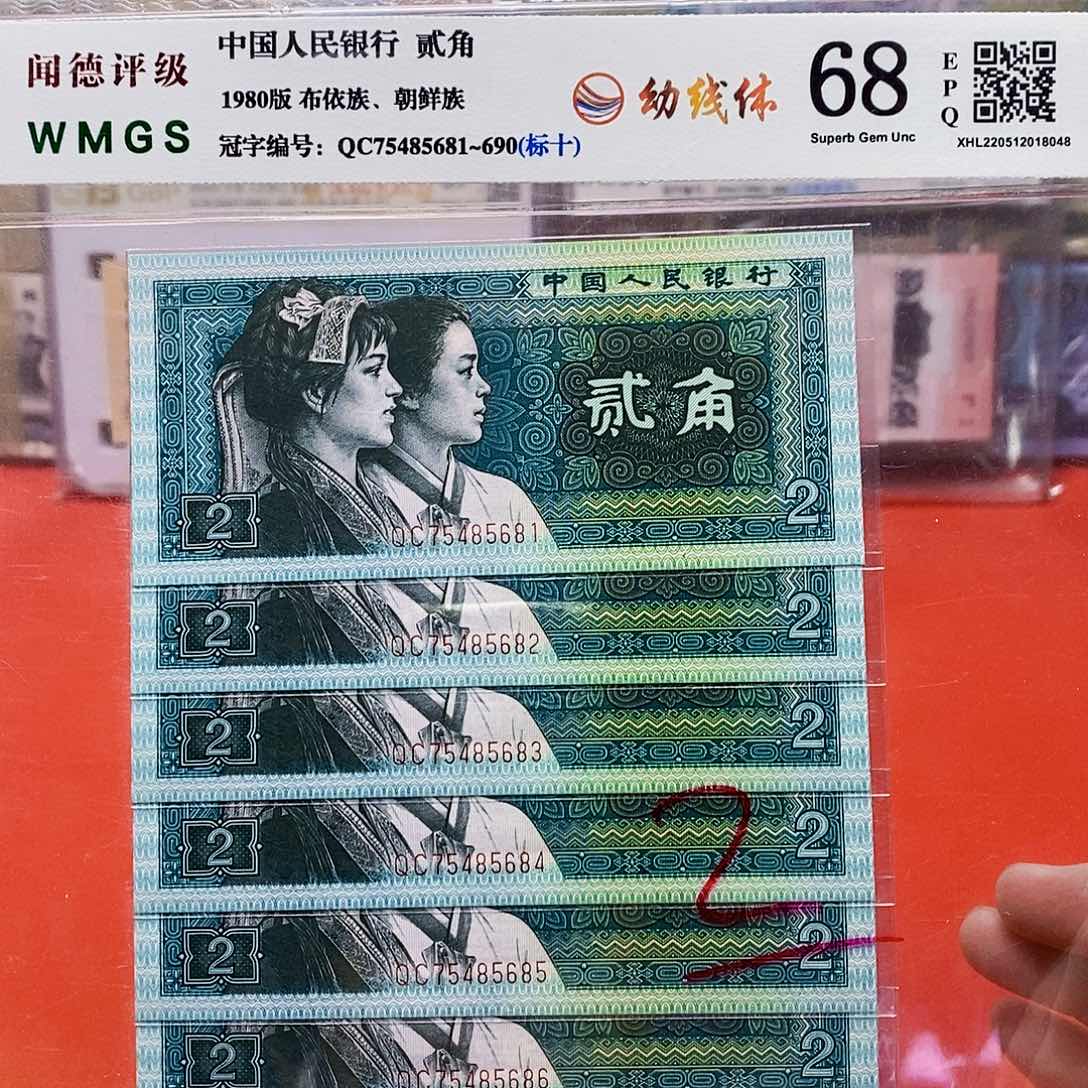 闻德评级
WMGS
中国人民银行 贰角
1980版 布依族、朝鲜族
冠字编号：QC75485681~690(标十)
幼线体
68
Superb Gem Unc
EPQ
XHL220512018048
中国人民银行
贰角
2
QC75485681
2
2
QC75485682
2
2
QC75485683
2
2
QC75485684
2
2
2
QC75485685
2
2
QC75485686
2